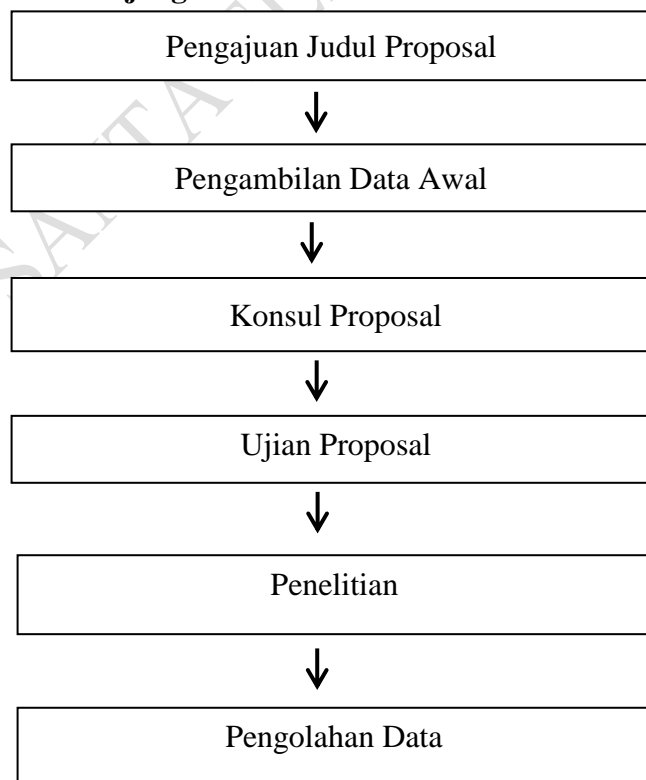 Pengajuan Judul Proposal
Pengambilan Data Awal
Konsul Proposal
Ujian Proposal
Penelitian
Pengolahan Data